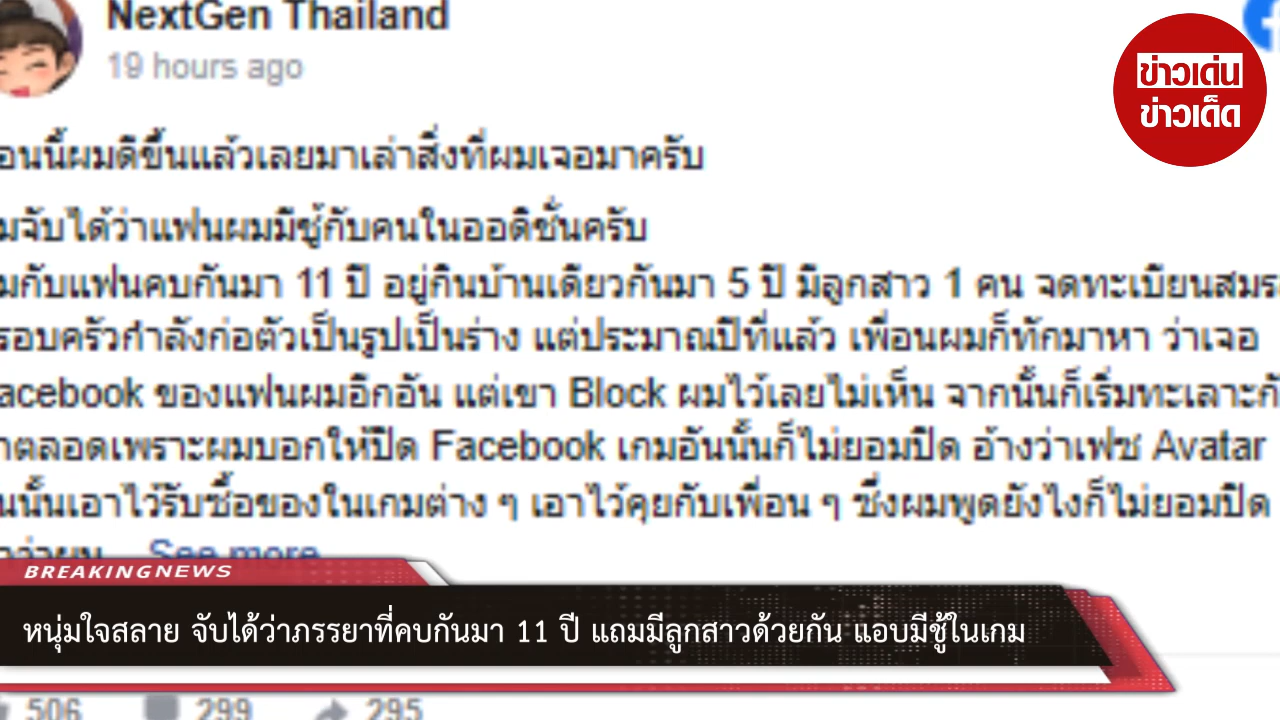 NextGen Thailand
19 hours ago
ข่าวเด่น
ข่าวเด็ด
อนนี้ผมดีขึ้นแล้วเลยมาเล่าสิ่งที่ผมเจอมาครับ
มจับได้ว่าแฟนผมมีชู้กับคนในออดิชั่นครับ
มกับแฟนคบกันมา 11 ปี อยู่กินบ้านเดียวกันมา 5 ปี มีลูกสาว 1 คน จดทะเบียนสมร
รอบครัวกำลังก่อตัวเป็นรูปเป็นร่าง แต่ประมาณปีที่แล้ว เพื่อนผมก็ทักมาหา ว่าเจอ
acebook ของแฟนผมอีกอัน แต่เขา Block ผมไว้เลยไม่เห็น จากนั้นก็เริ่มทะเลาะกั
าตลอดเพราะผมบอกให้ปิด Facebook เกมอันนั้นก็ไม่ยอมปิด อ้างว่าเฟซ Avatar
นนั้นเอาไว้รับซื้อของในเกมต่าง ๆ เอาไว้คุยกับเพื่อน ๆ ซึ่งผมพูดยังไงก็ไม่ยอมปิด
See more
BREAKINGNEWS
หนุ่มใจสลาย จับได้ว่าภรรยาที่คบกันมา 11 ปี แถมมีลูกสาวด้วยกัน แอบมีชู้ในเกม
506 299 295